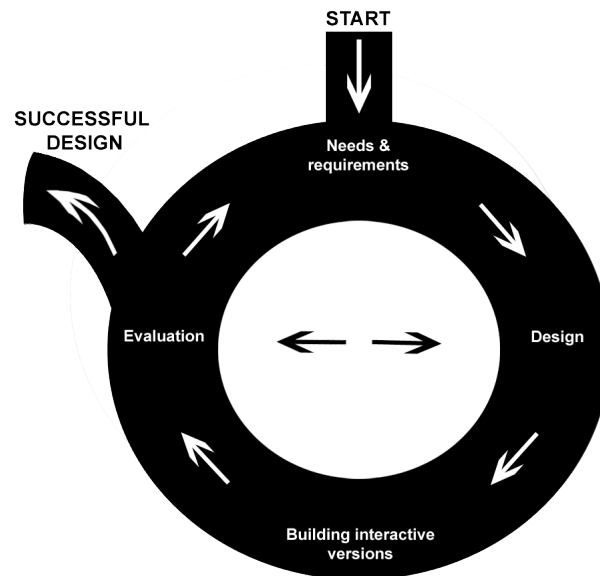 START
SUCCESSFUL
DESIGN
Needs &
requirements
Evaluation
Design
Building interactive
versions